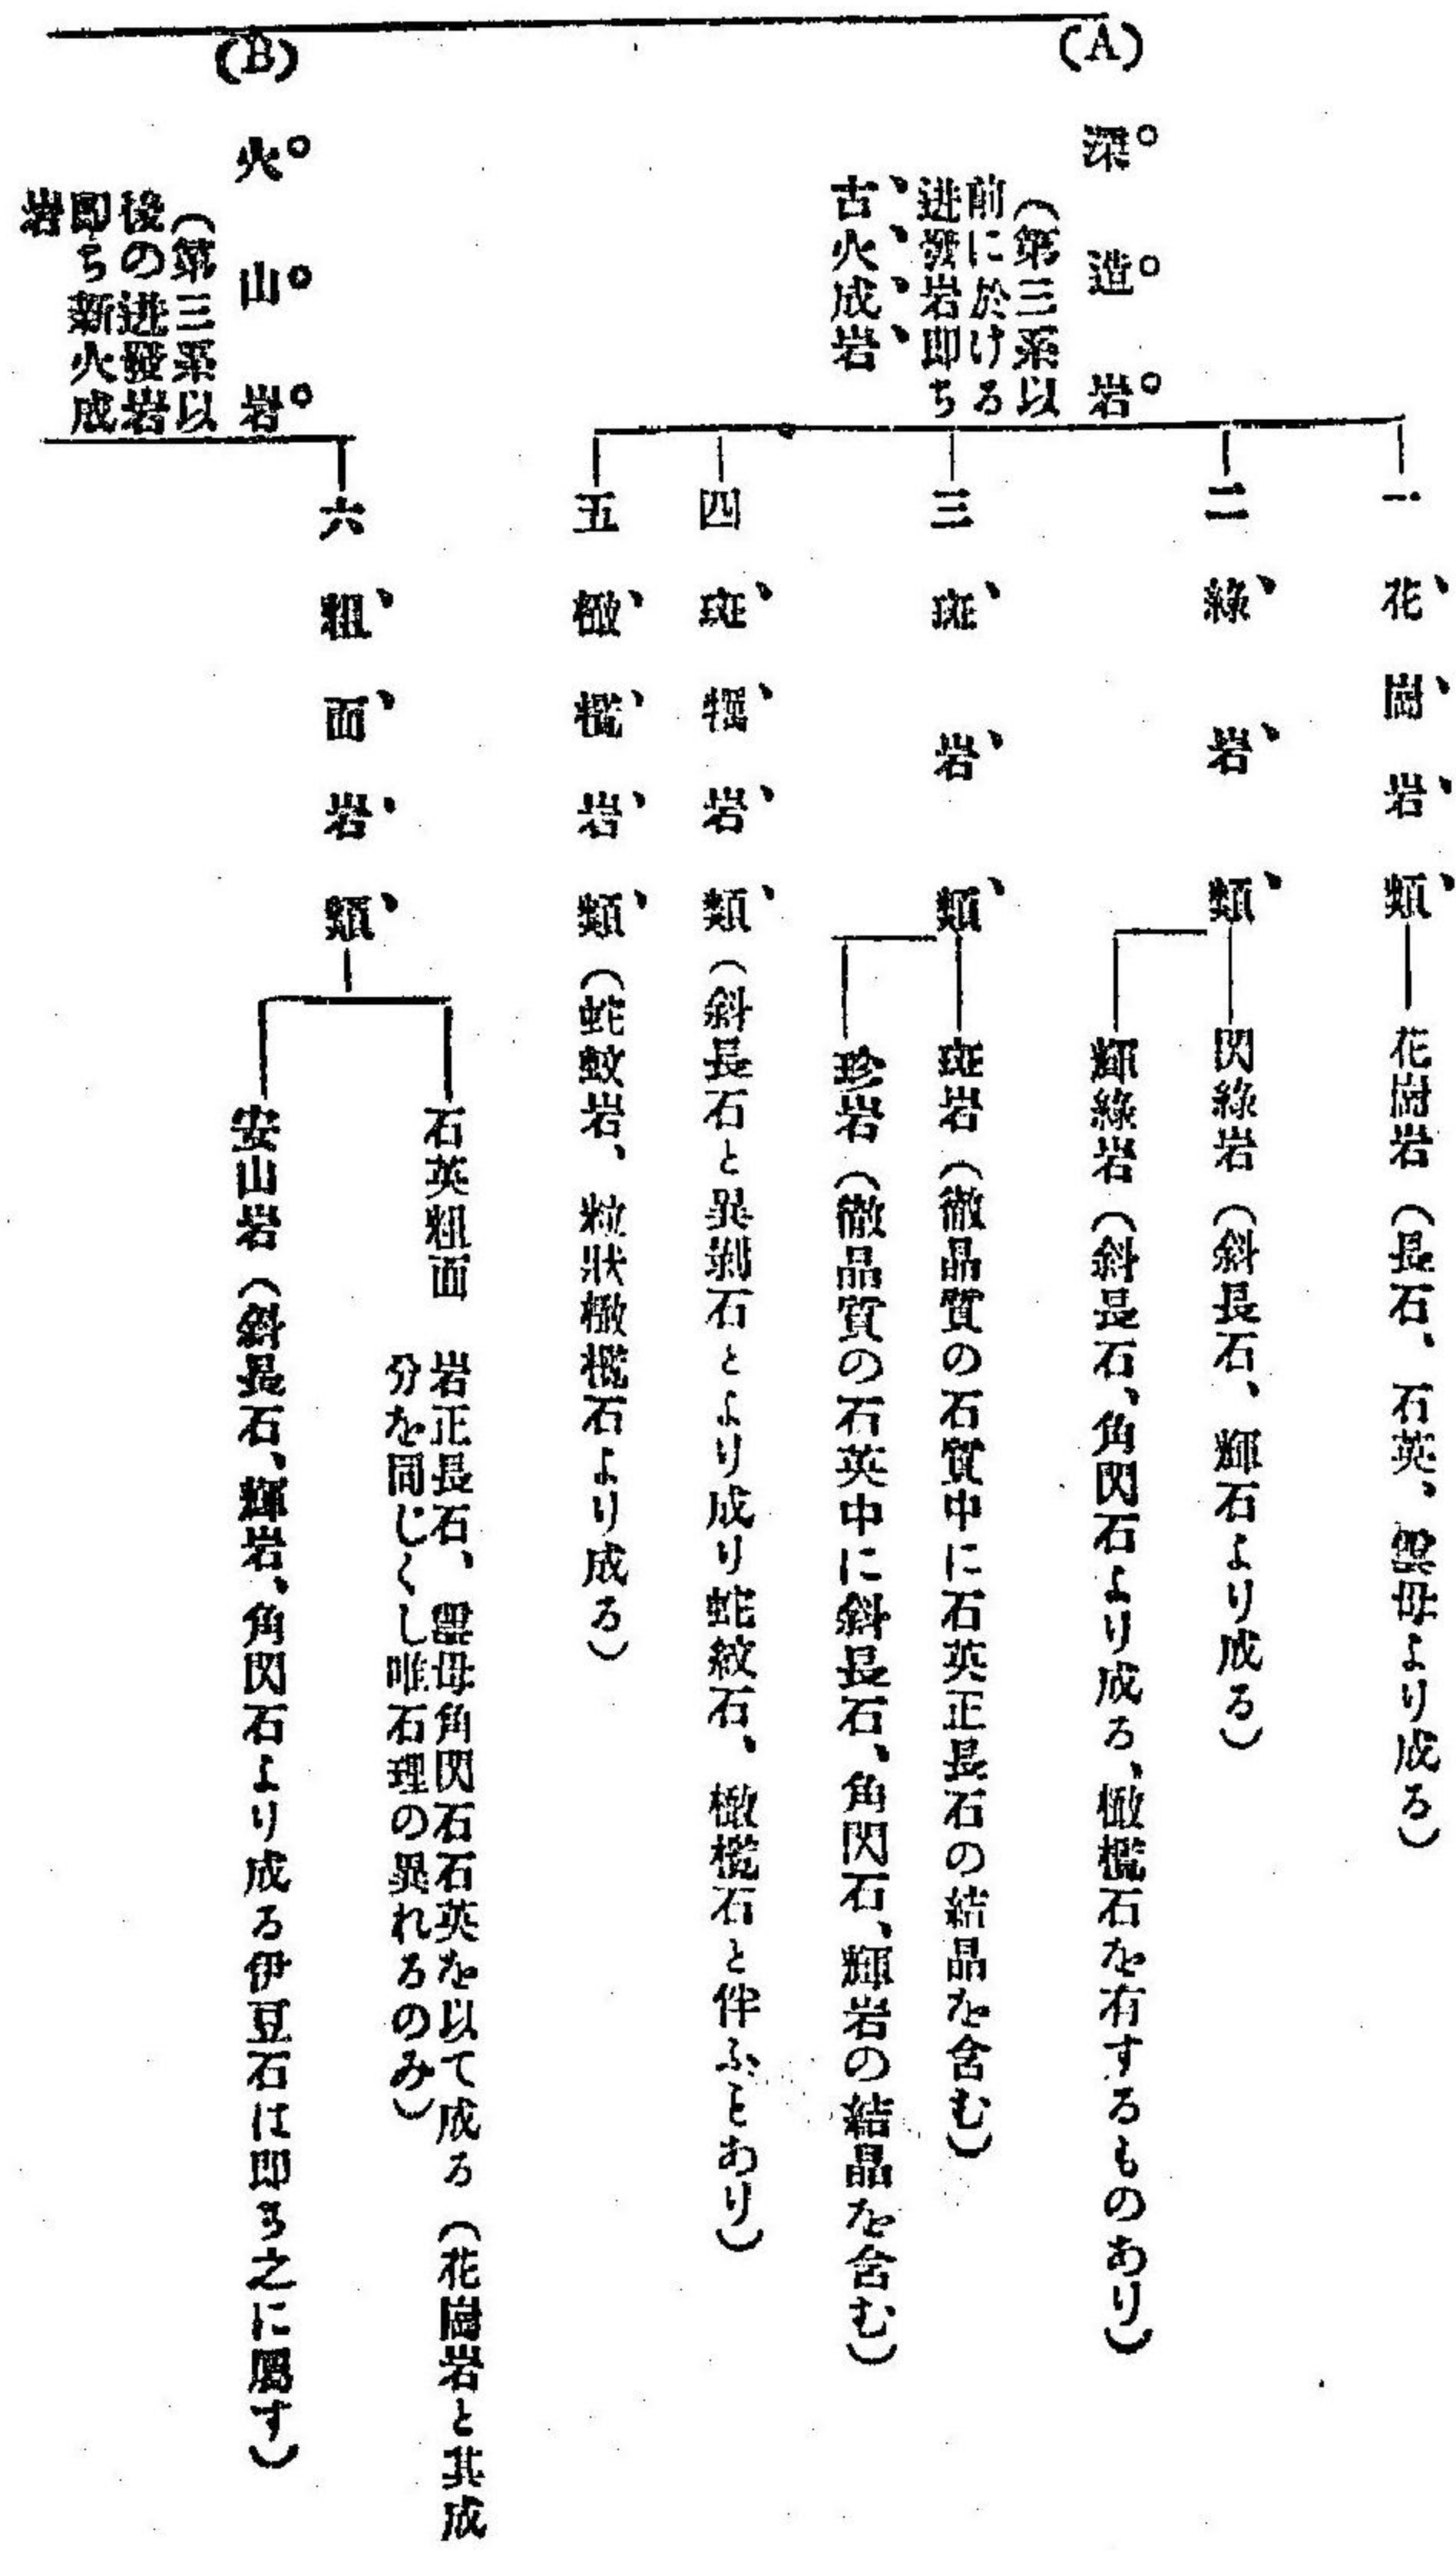 (A)
深造岩
(第三系以
前に於ける
迸發岩即ち
古火成岩
一 花崗岩類
花崗岩(長石、石英、雲母より成る)
二 綠岩類
閃綠岩(斜長石、輝石より成る)
輝綠岩(斜長石、角閃石より成る、橄欖石を有するものあり)
三 斑岩類
斑岩(徹晶質の石質中に石英正長石の結晶を含む)
玢岩(徹晶質の石英中に斜長石、角閃石、輝岩の結晶を含む)
四 斑糲岩類(斜長石と異剝石とより成り蛇紋石、橄欖石と伴ふことあり)
五 橄欖岩類(蛇蚊岩、粒狀橄欖石より成る)
(B)
火山岩
(第三系以
後の迸發岩
即ち新火成
岩
六 粗面岩類
石英粗面 岩正長石、雲母角閃石石英を以て成る(花崗岩と其成
分を同じくし唯石理の異れるのみ)
安山岩(斜長石、輝岩、角閃石より成る伊豆石は即ち之に屬す)